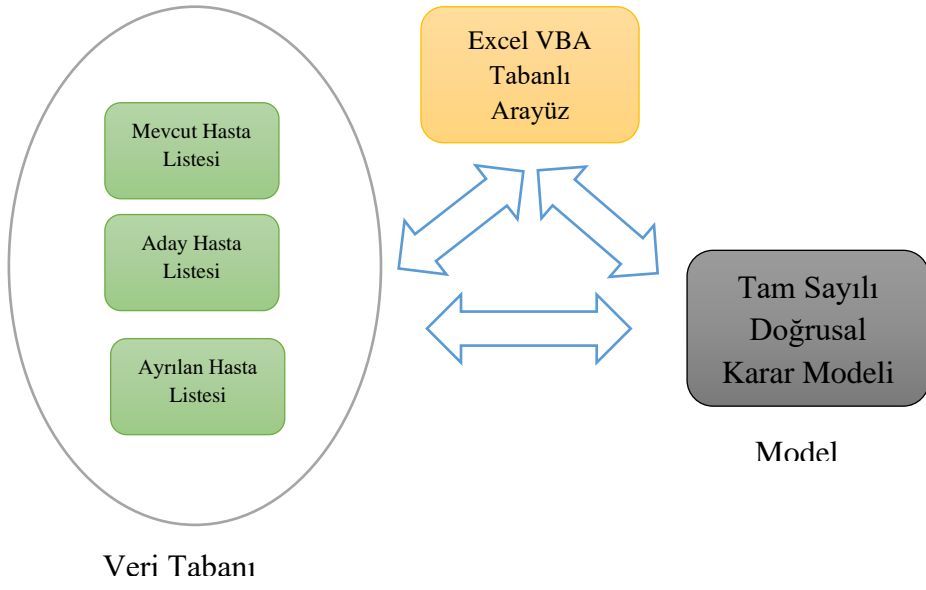 Excel VBA
Tabanlı
Arayüz
Mevcut Hasta
Listesi
Aday Hasta
Listesi
Ayrılan Hasta
Listesi
Tam Sayılı
Doğrusal
Karar Modeli
Model
Veri Tabanı